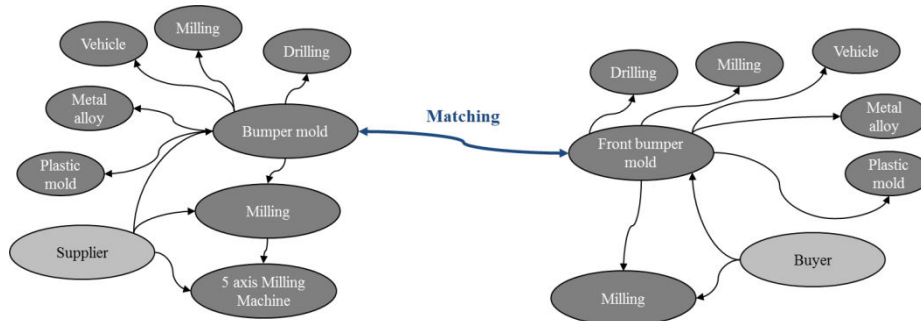 Vehicle
Milling
Drilling
Metal
alloy
Bumper mold
Plastic
mold
Milling
Supplier
5 axis Milling
Machine
Matching
Drilling
Milling
Vehicle
Metal
alloy
Front bumper
mold
Plastic
mold
Buyer
Milling